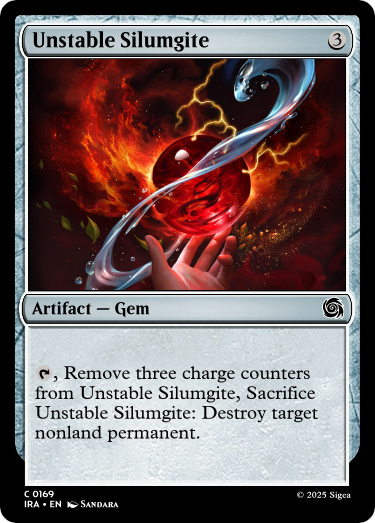 Unstable Silumgite 3
Artifact — Gem
, Remove three charge counters
from Unstable Silumgite, Sacrifice
Unstable Silumgite: Destroy target
nonland permanent.
C 0169
IRA • EN SANDARA
© 2025 Sigea